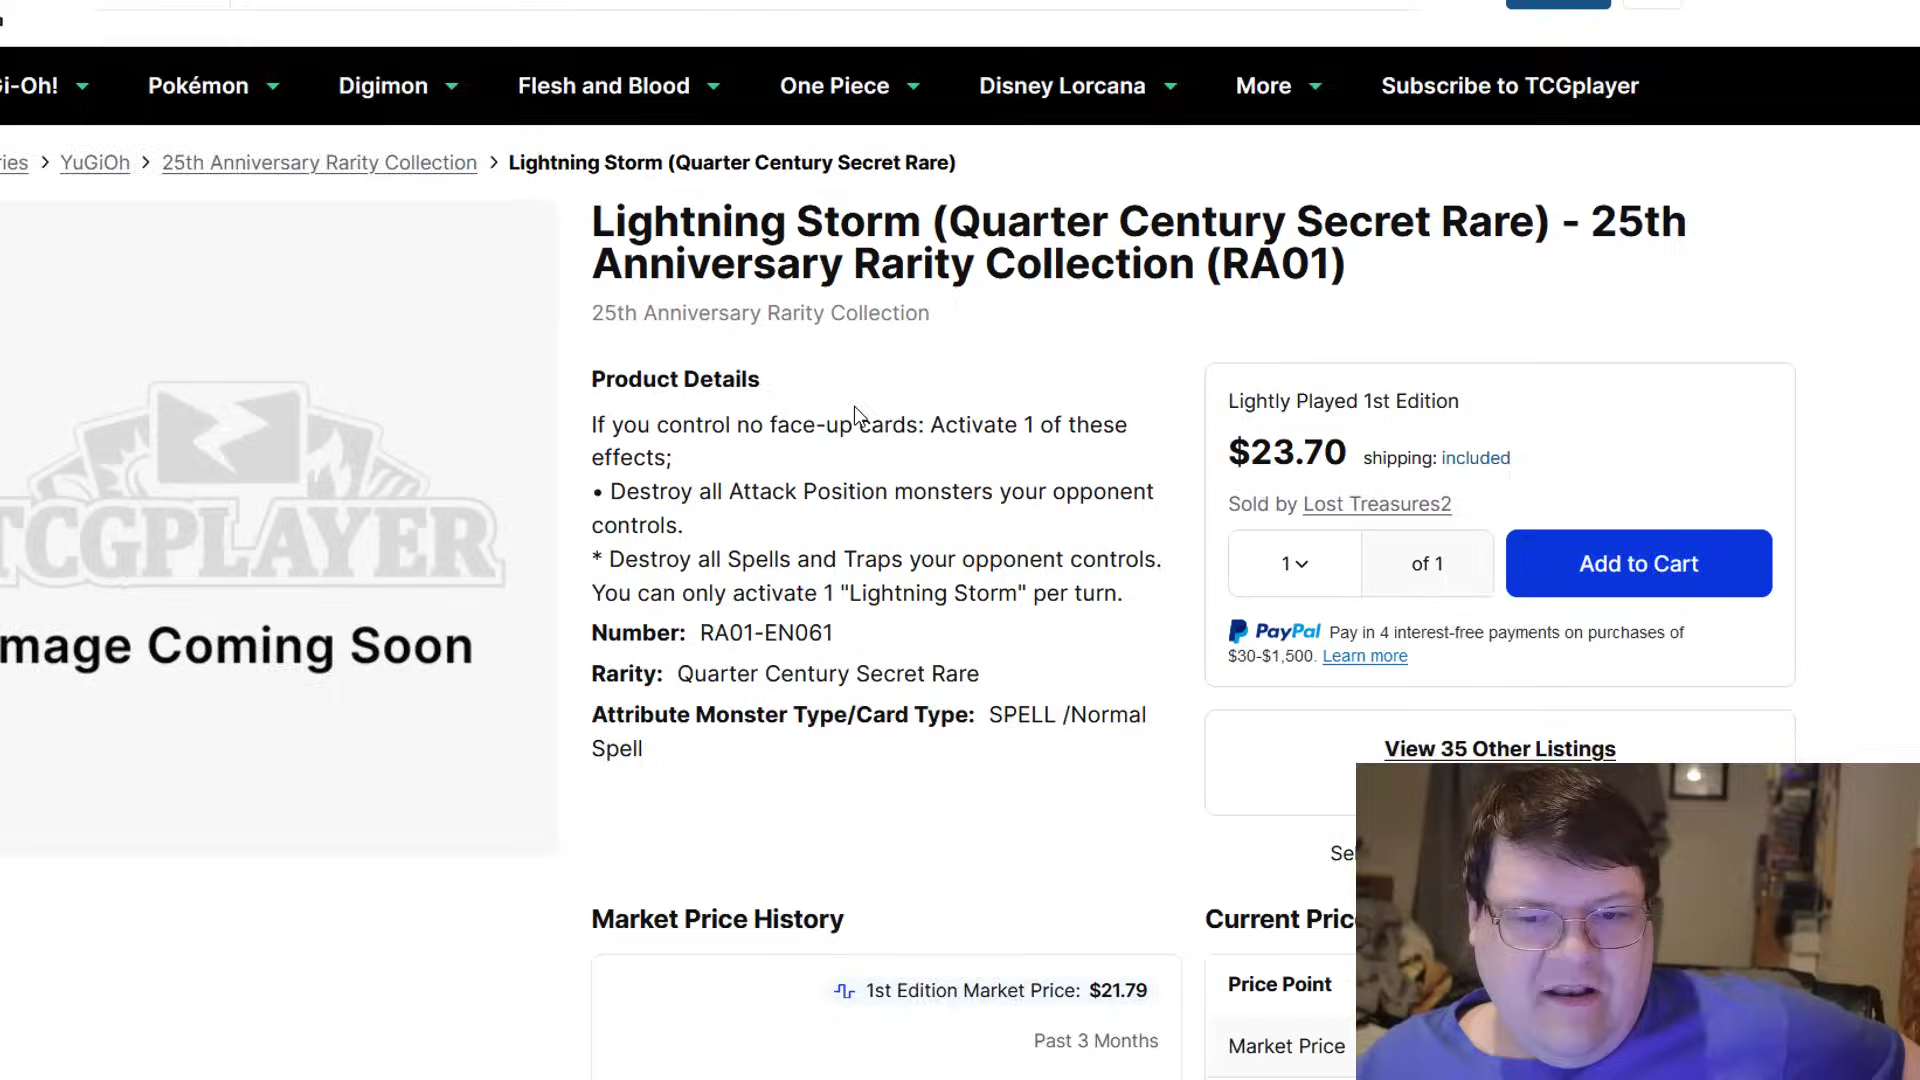 Gi-Oh!
Pokémon
Digimon
Flesh and Blood
One Piece
Disney Lorcana
More
Subscribe to TCGplayer
ries > YuGiOh > 25th Anniversary Rarity Collection > Lightning Storm (Quarter Century Secret Rare)
Lightning Storm (Quarter Century Secret Rare) - 25th
Anniversary Rarity Collection (RA01)
25th Anniversary Rarity Collection
TCGPLAYER
mage Coming Soon
Product Details
If you control no face-up cards: Activate 1 of these
effects;
• Destroy all Attack Position monsters your opponent
controls.
* Destroy all Spells and Traps your opponent controls.
You can only activate 1 "Lightning Storm" per turn.
Number: RA01-EN061
Rarity: Quarter Century Secret Rare
Attribute Monster Type/Card Type: SPELL /Normal
Spell
Lightly Played 1st Edition
$23.70 shipping: included
Sold by Lost Treasures2
1 of 1
Add to Cart
PayPal Pay in 4 interest-free payments on purchases of
$30-$1,500. Learn more
View 35 Other Listings
Se
Market Price History
1st Edition Market Price: $21.79
Past 3 Months
Current Pric
Price Point
Market Price